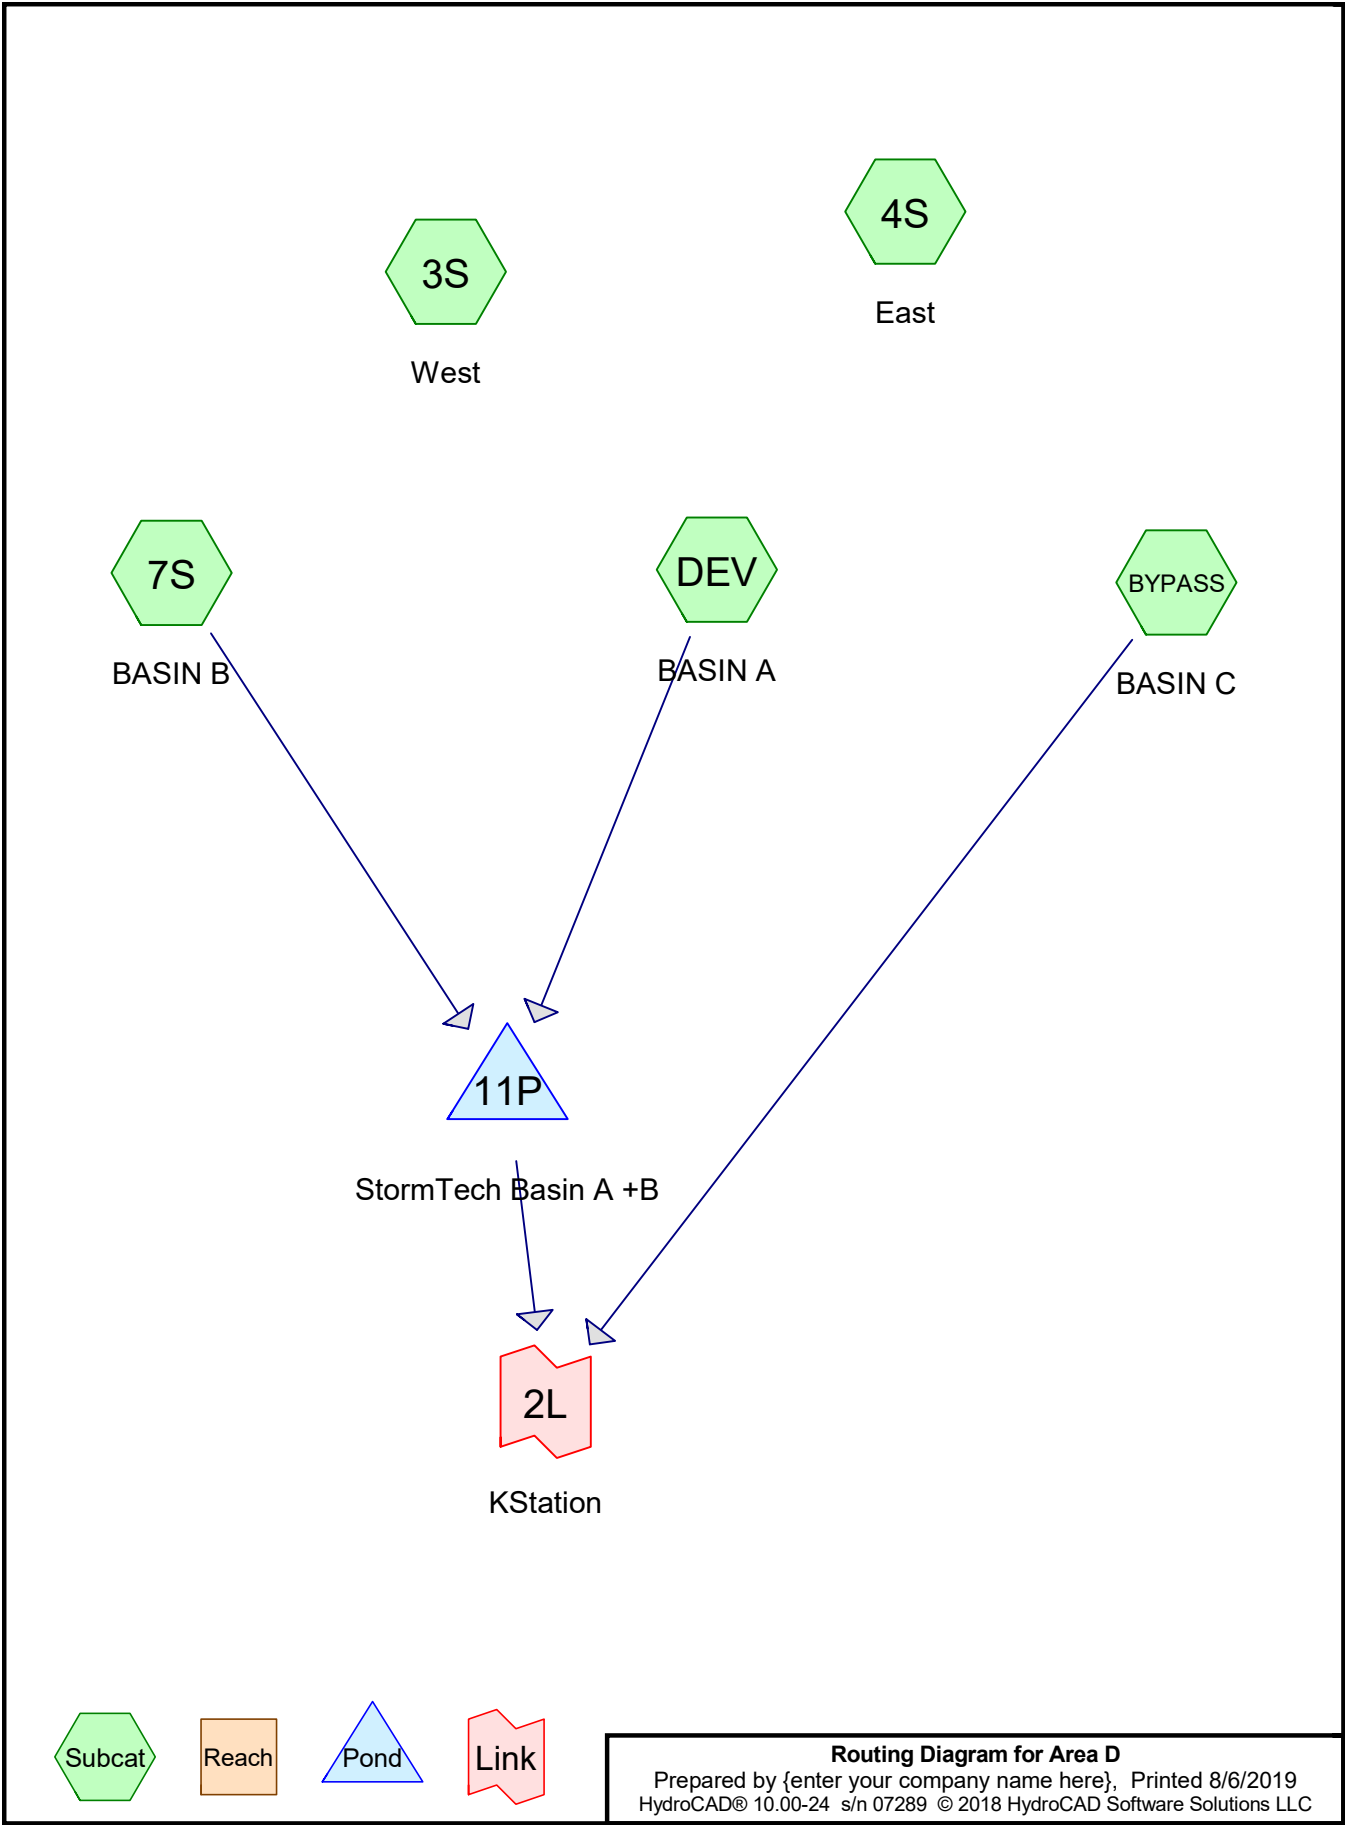 4S
East
3S
West
7S
BASIN B
DEV
BASIN A
BYPASS
BASIN C
11P
StormTech Basin A +B
2L
KStation
Subcat
Reach
Pond
Link
Routing Diagram for Area D
Prepared by {enter your company name here},  Printed 8/6/2019
HydroCAD® 10.00-24  s/n 07289  © 2018 HydroCAD Software Solutions LLC